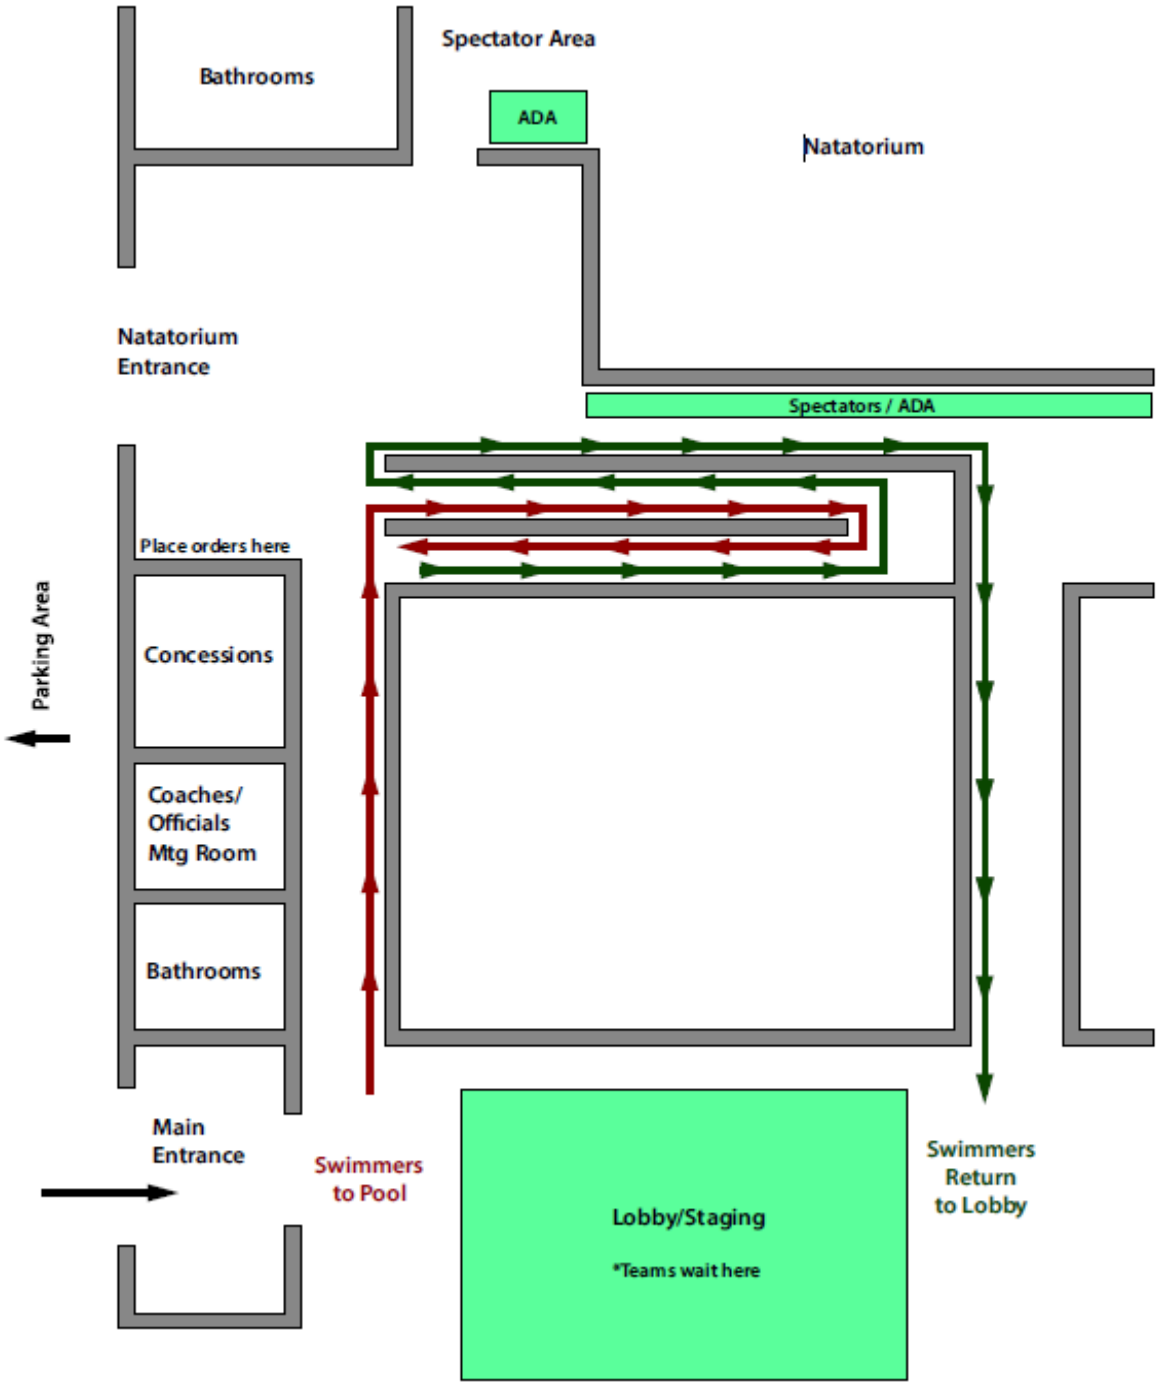 Spectator Area
Bathrooms
ADA
Natatorium
Natatorium
Entrance
Spectators / ADA
Place orders here
Parking Area
Concessions
Coaches/
Officials
Mtg Room
Bathrooms
Main
Entrance
Swimmers
to Pool
Swimmers
Return
to Lobby
Lobby/Staging
*Teams wait here